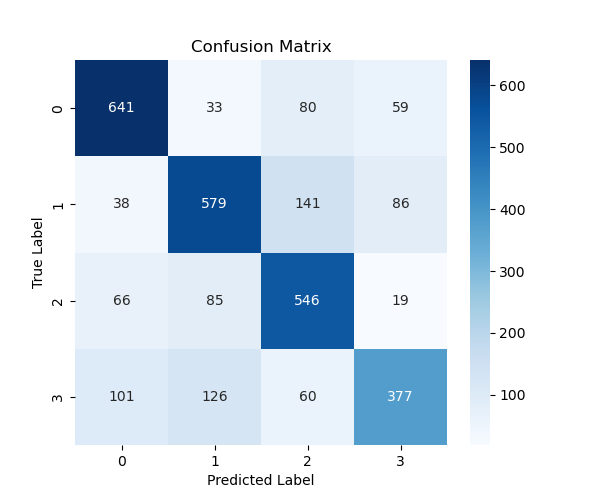 Confusion Matrix
0 641 33 80 59
1 38 579 141 86
2 66 85 546 19
3 101 126 60 377
0 1 2 3
Predicted Label
True Label
600
500
400
300
200
100